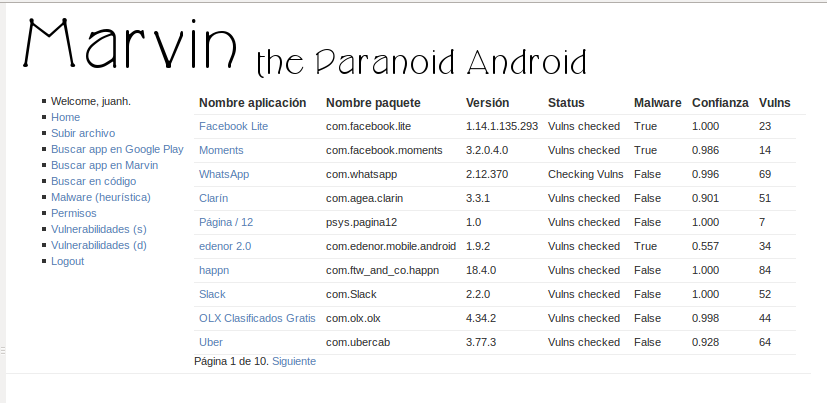 Marvin the Paranoid Android
Welcome, juanh.
Home
Subir archivo
Buscar app en Google Play
Buscar app en Marvin
Buscar en código
Malware (heurística)
Permisos
Vulnerabilidades (s)
Vulnerabilidades (d)
Logout
Nombre aplicación Nombre paquete Versión Status Malware Confianza Vulns
Facebook Lite com.facebook.lite 1.14.1.135.293 Vulns checked True 1.000 23
Moments com.facebook.moments 3.2.0.4.0 Vulns checked True 0.986 14
WhatsApp com.whatsapp 2.12.370 Checking Vulns False 0.996 69
Clarín com.agea.clarin 3.3.1 Vulns checked False 0.901 51
Página / 12 psys.pagina12 1.0 Vulns checked False 1.000 7
edenor 2.0 com.edenor.mobile.android 1.9.2 Vulns checked True 0.557 34
happn com.ftw_and_co.happn 18.4.0 Vulns checked False 1.000 84
Slack com.Slack 2.2.0 Vulns checked False 1.000 52
OLX Clasificados Gratis com.olx.olx 4.34.2 Vulns checked False 0.998 44
Uber com.ubercab 3.77.3 Vulns checked False 0.928 64
Página 1 de 10. Siguiente